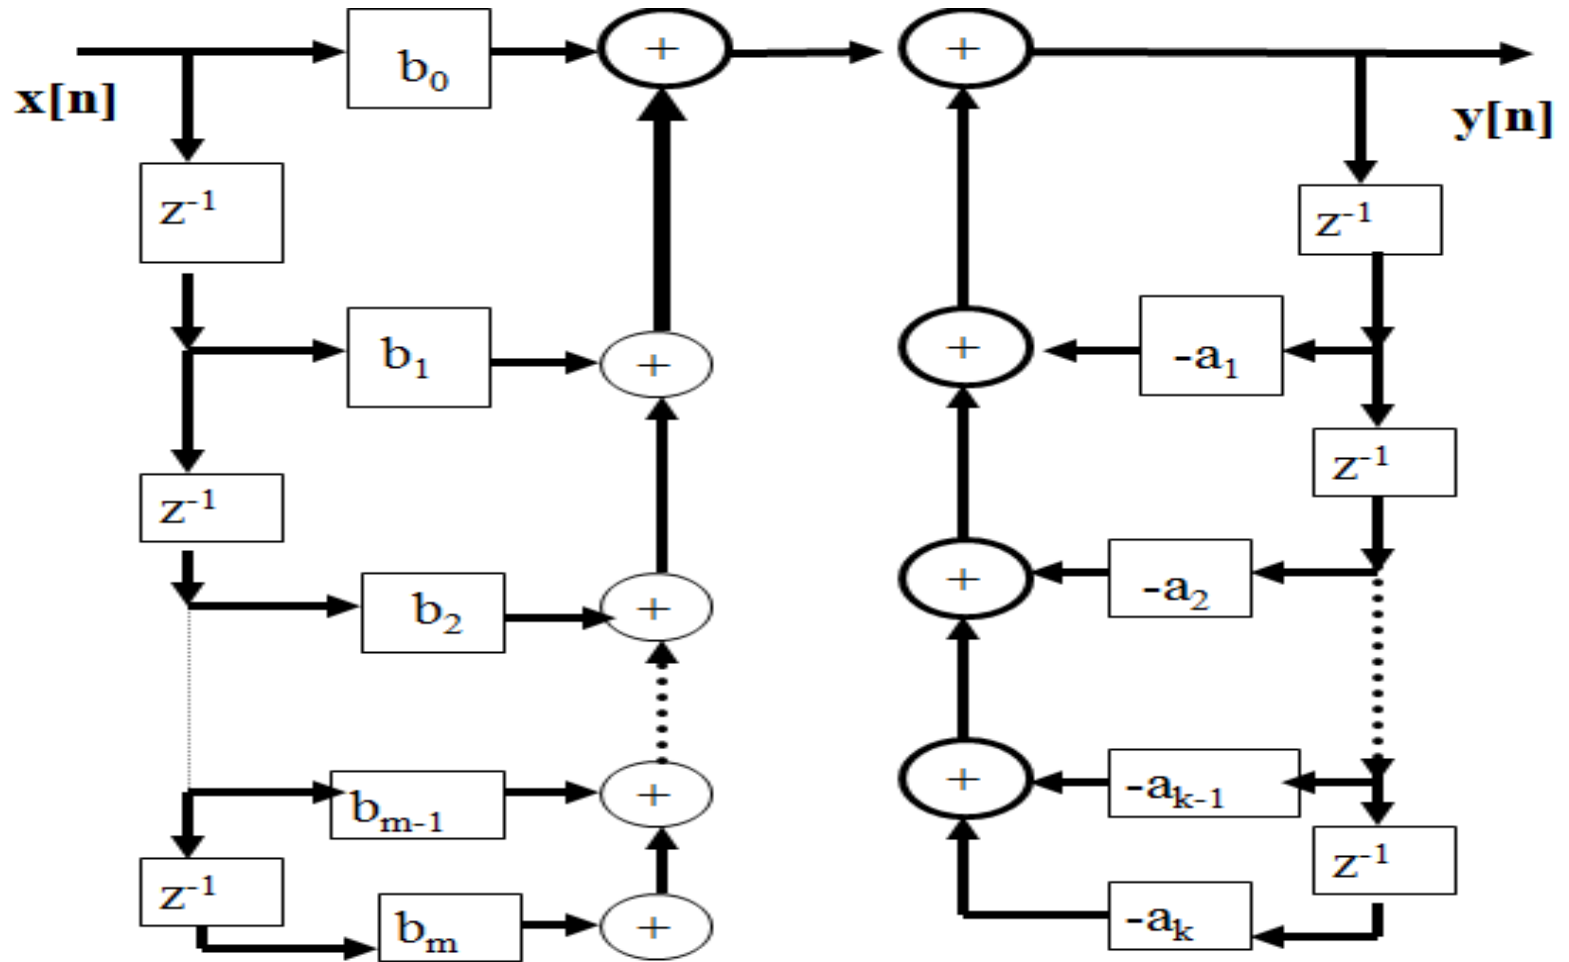 b₀ + +
x[n] y[n]
z⁻¹ z⁻¹
b₁ + + -a₁
z⁻¹ z⁻¹
b₂ + + -a₂
bₘ₋₁ + + -aₖ₋₁
z⁻¹ z⁻¹
bₘ + -aₖ